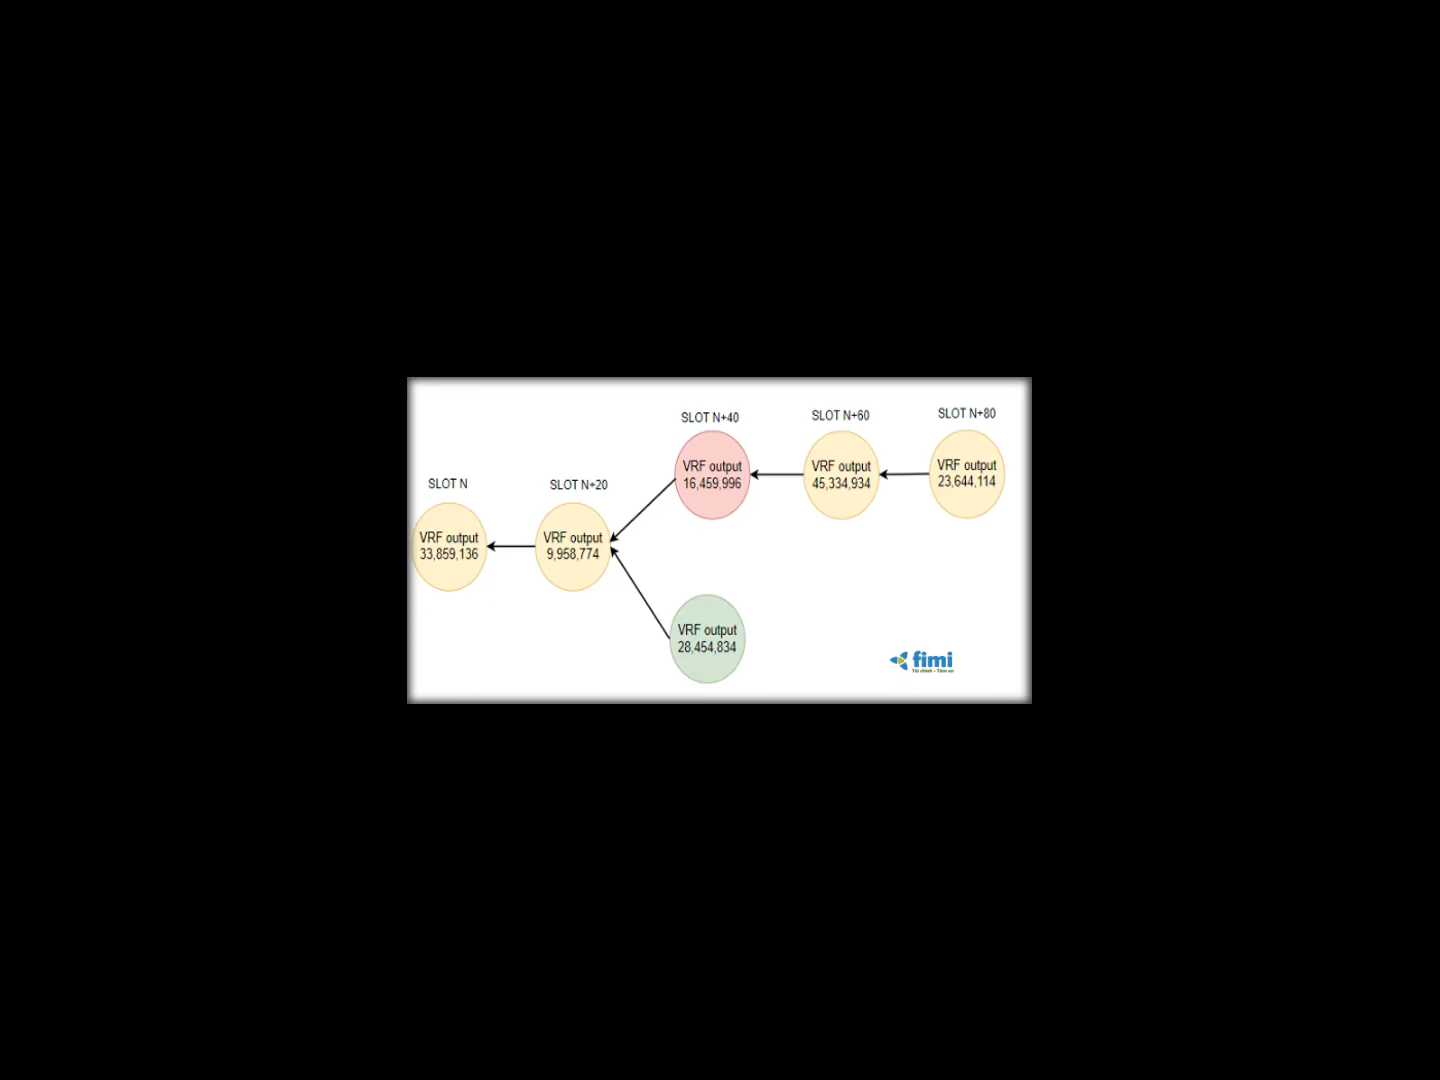 SLOT N+40
SLOT N+60
SLOT N+80
VRF output
16,459,996
VRF output
45,334,934
VRF output
23,644,114
SLOT N
SLOT N+20
VRF output
33,859,136
VRF output
9,958,774
VRF output
28,454,834
fimi